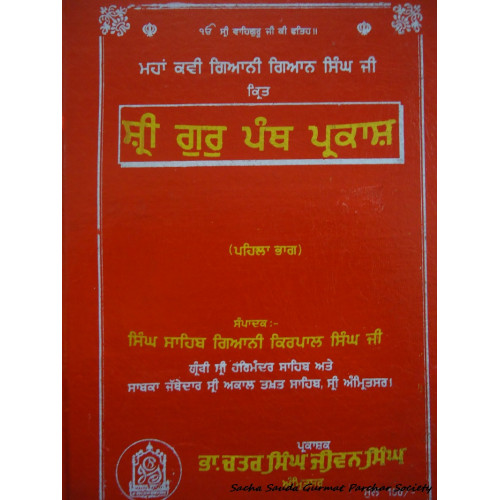 ੴ ਸ੍ਰੀ ਵਾਹਿਗੁਰੂ ਜੀ ਕੀ ਫਤਿਹ॥
ਮਹਾਂ ਕਵੀ ਗਿਆਨੀ ਗਿਆਨ ਸਿੰਘ ਜੀ
ਕ੍ਰਿਤ
ਸ਼੍ਰੀ ਗੁਰੁ ਪੰਥ ਪ੍ਰਕਾਸ਼
(ਪਹਿਲਾ ਭਾਗ)
ਸੰਪਾਦਕ :-
ਸਿੰਘ ਸਾਹਿਬ ਗਿਆਨੀ ਕਿਰਪਾਲ ਸਿੰਘ ਜੀ
ਗ੍ਰੰਥੀ ਸ੍ਰੀ ਹਰਿਮੰਦਰ ਸਾਹਿਬ ਅਤੇ
ਸਾਬਕਾ ਜੱਥੇਦਾਰ ਸ੍ਰੀ ਅਕਾਲ ਤਖ਼ਤ ਸਾਹਿਬ, ਸ੍ਰੀ ਅੰਮ੍ਰਿਤਸਰ।
ਪ੍ਰਕਾਸ਼ਕ
ਭਾ. ਚਤਰ ਸਿੰਘ ਜੀਵਨ ਸਿੰਘ
ਅੰਮ੍ਰਿਤਸਰ
Sacha Sauda Gurmat Parchar Society